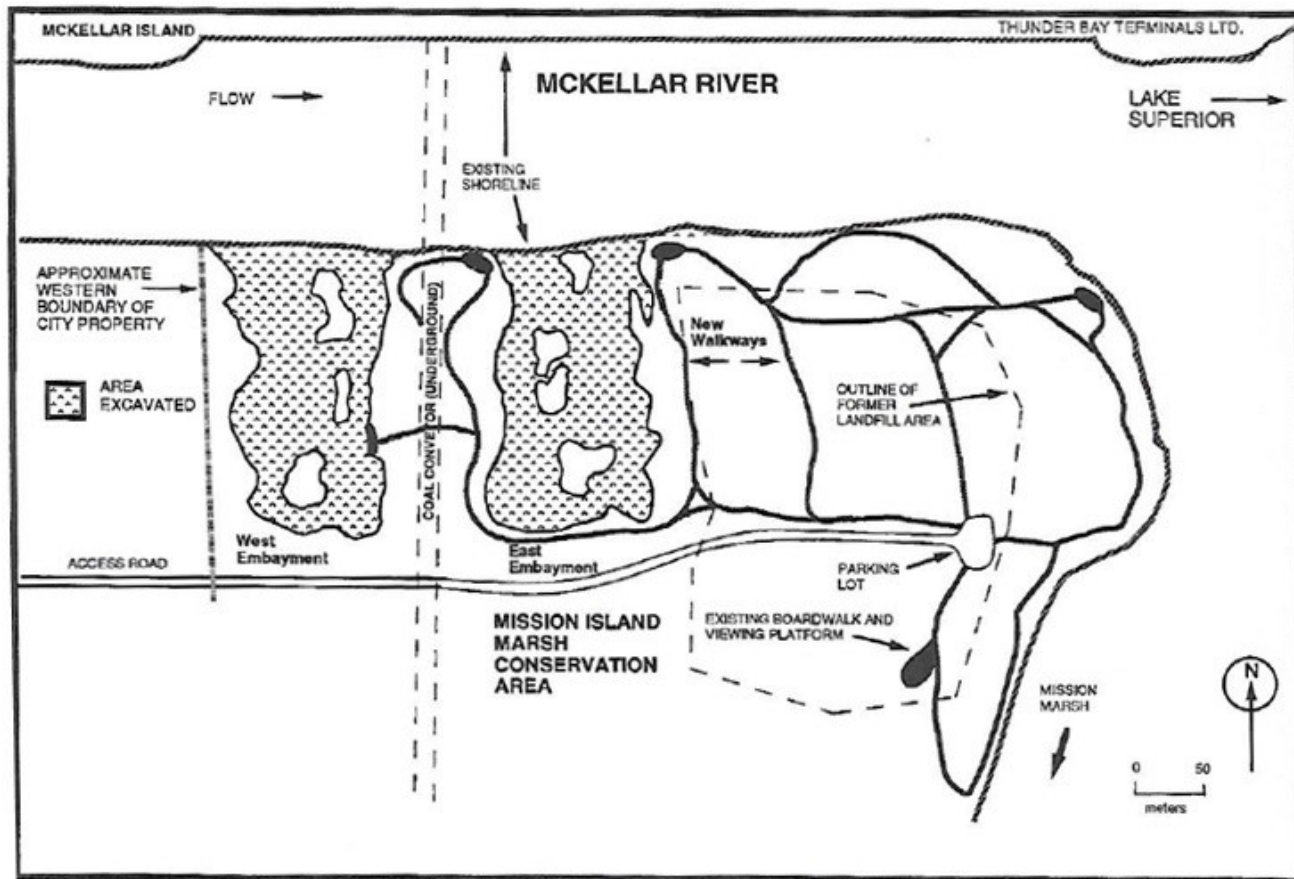 MCKELLAR ISLAND
THUNDER BAY TERMINALS LTD.
FLOW
MCKELLAR RIVER
LAKE
SUPERIOR
EXISTING
SHORELINE
APPROXIMATE
WESTERN
BOUNDARY OF
CITY PROPERTY
AREA
EXCAVATED
COAL CONVEYOR (UNDERGROUND)
New
Walkways
OUTLINE OF
FORMER
LANDFILL AREA
West
Embayment
East
Embayment
ACCESS ROAD
PARKING
LOT
MISSION ISLAND
MARSH
CONSERVATION
AREA
EXISTING BOARDWALK AND
VIEWING PLATFORM
MISSION
MARSH
N
0 50
meters